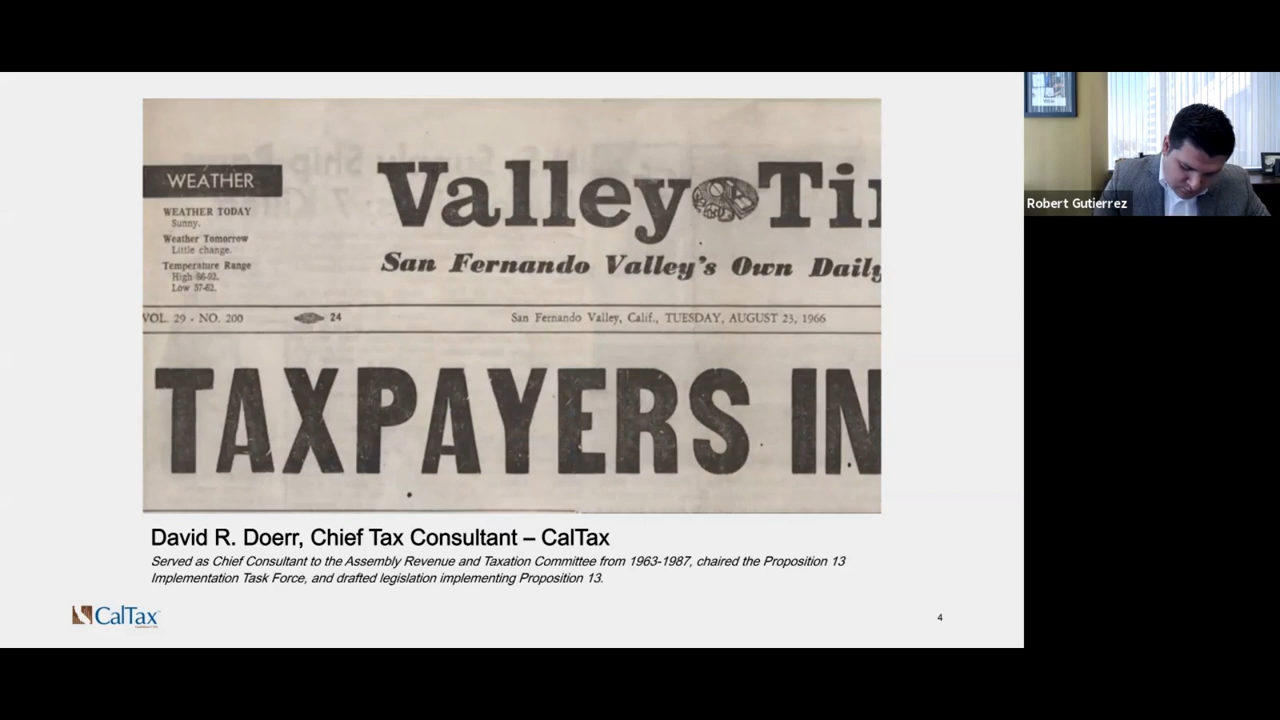 WEATHER
WEATHER TODAY
Sunny.
Weather Tomorrow
Little change.
Temperature Range
High 86-92.
Low 57-62.
Valley Ti
San Fernando Valley's Own Daily
VOL. 29 - NO. 200
24
San Fernando Valley, Calif., TUESDAY, AUGUST 23, 1966
TAXPAYERS IN
David R. Doerr, Chief Tax Consultant – CalTax
Served as Chief Consultant to the Assembly Revenue and Taxation Committee from 1963-1987, chaired the Proposition 13
Implementation Task Force, and drafted legislation implementing Proposition 13.
CalTax
4
Robert Gutierrez